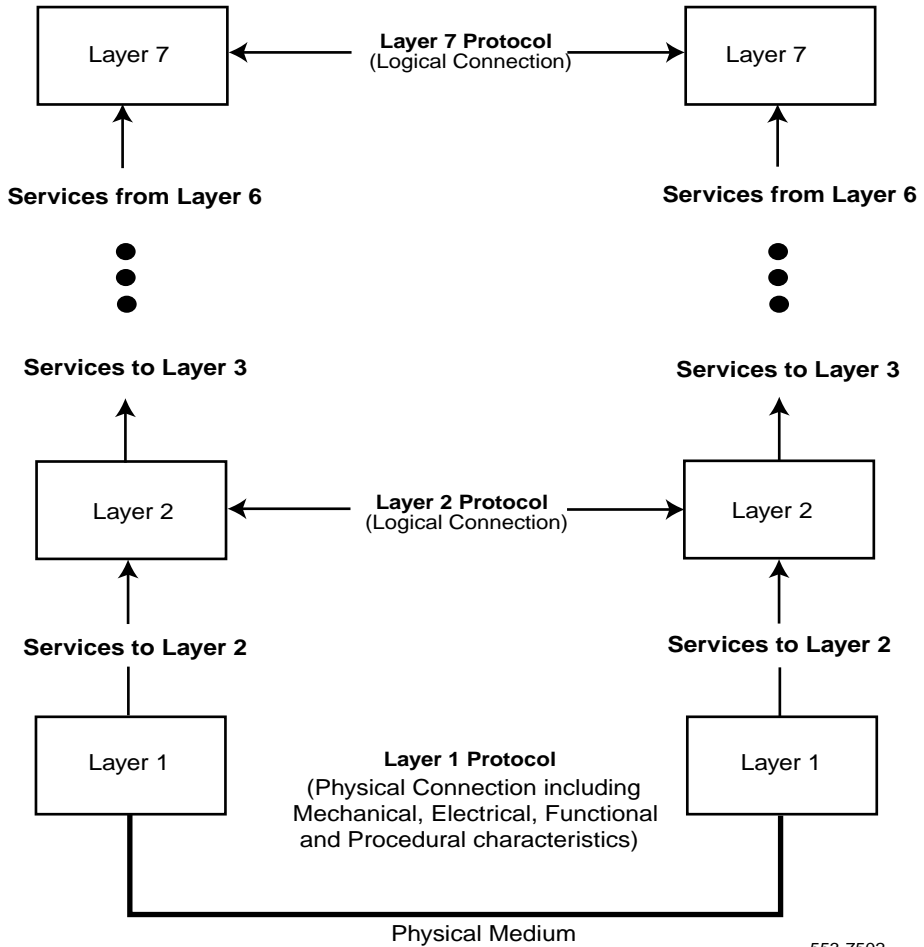 Layer 7
Layer 7 Protocol
(Logical Connection)
Layer 7
Services from Layer 6
Services from Layer 6
Services to Layer 3
Services to Layer 3
Layer 2
Layer 2 Protocol
(Logical Connection)
Layer 2
Services to Layer 2
Services to Layer 2
Layer 1
Layer 1 Protocol
(Physical Connection including
Mechanical, Electrical, Functional
and Procedural characteristics)
Layer 1
Physical Medium